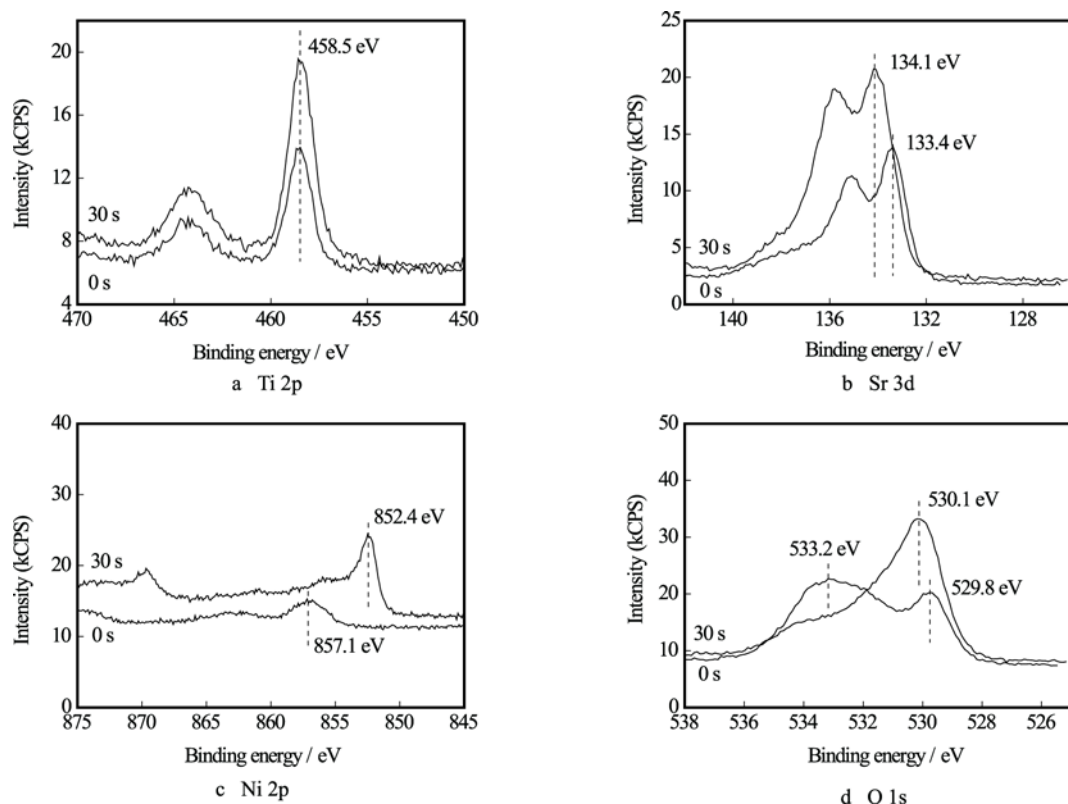 20
16
12
8
4
Intensity (kCPS)
458.5 eV
30 s
0 s
470 465 460 455 450
Binding energy / eV
a Ti 2p
25
20
15
10
5
0
Intensity (kCPS)
134.1 eV
133.4 eV
30 s
0 s
140 136 132 128
Binding energy / eV
b Sr 3d
40
30
20
10
0
Intensity (kCPS)
852.4 eV
30 s
0 s
857.1 eV
875 870 865 860 855 850 845
Binding energy / eV
c Ni 2p
50
40
30
20
10
0
Intensity (kCPS)
530.1 eV
533.2 eV
529.8 eV
30 s
0 s
538 536 534 532 530 528 526
Binding energy / eV
d O 1s